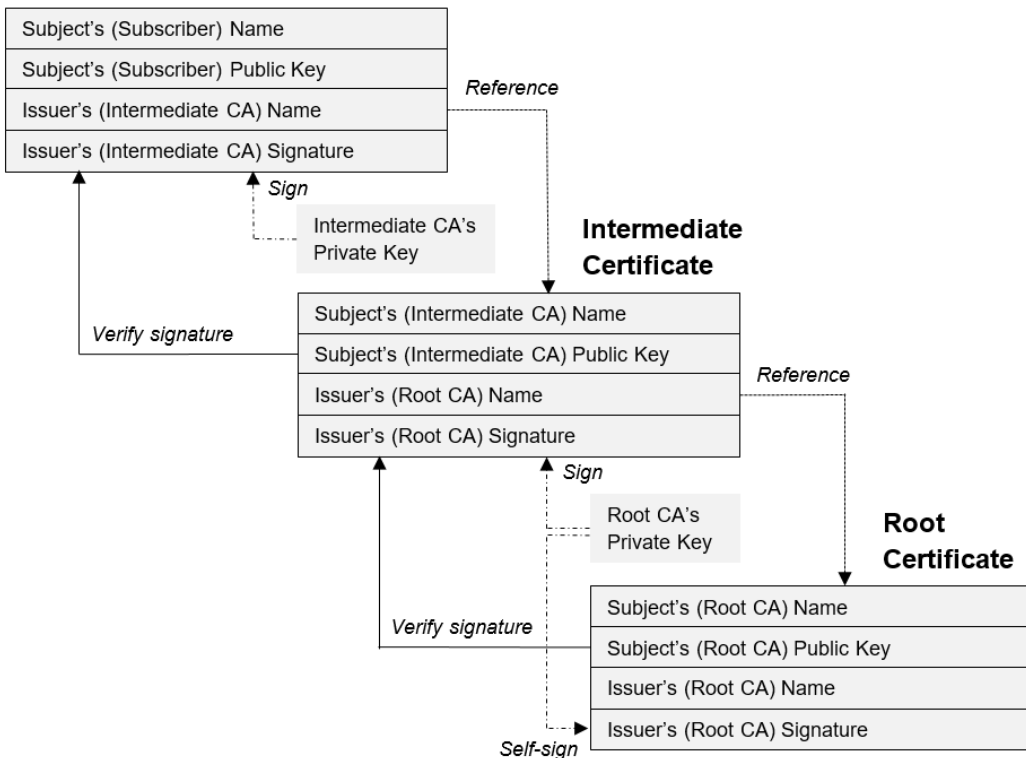 Subject's (Subscriber) Name
Subject's (Subscriber) Public Key
Issuer's (Intermediate CA) Name
Issuer's (Intermediate CA) Signature
Reference
Sign
Intermediate CA's
Private Key
Intermediate
Certificate
Subject's (Intermediate CA) Name
Subject's (Intermediate CA) Public Key
Issuer's (Root CA) Name
Issuer's (Root CA) Signature
Verify signature
Reference
Sign
Root CA's
Private Key
Root
Certificate
Subject's (Root CA) Name
Subject's (Root CA) Public Key
Issuer's (Root CA) Name
Issuer's (Root CA) Signature
Verify signature
Self-sign